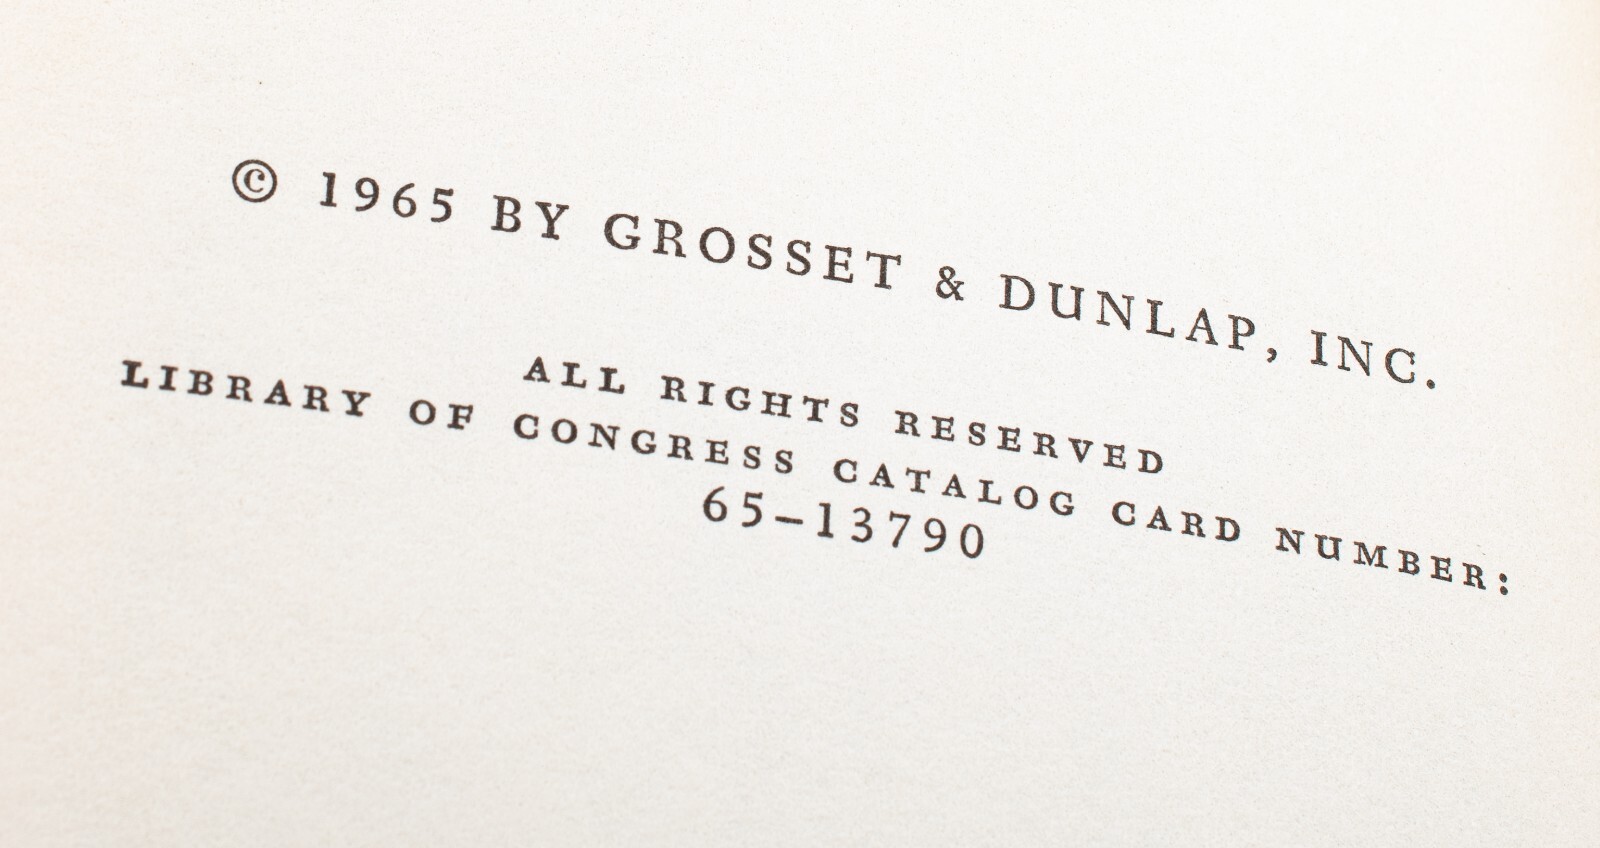 © 1965 BY GROSSET & DUNLAP, INC.
ALL RIGHTS RESERVED
LIBRARY OF CONGRESS CATALOG CARD NUMBER:
65–13790